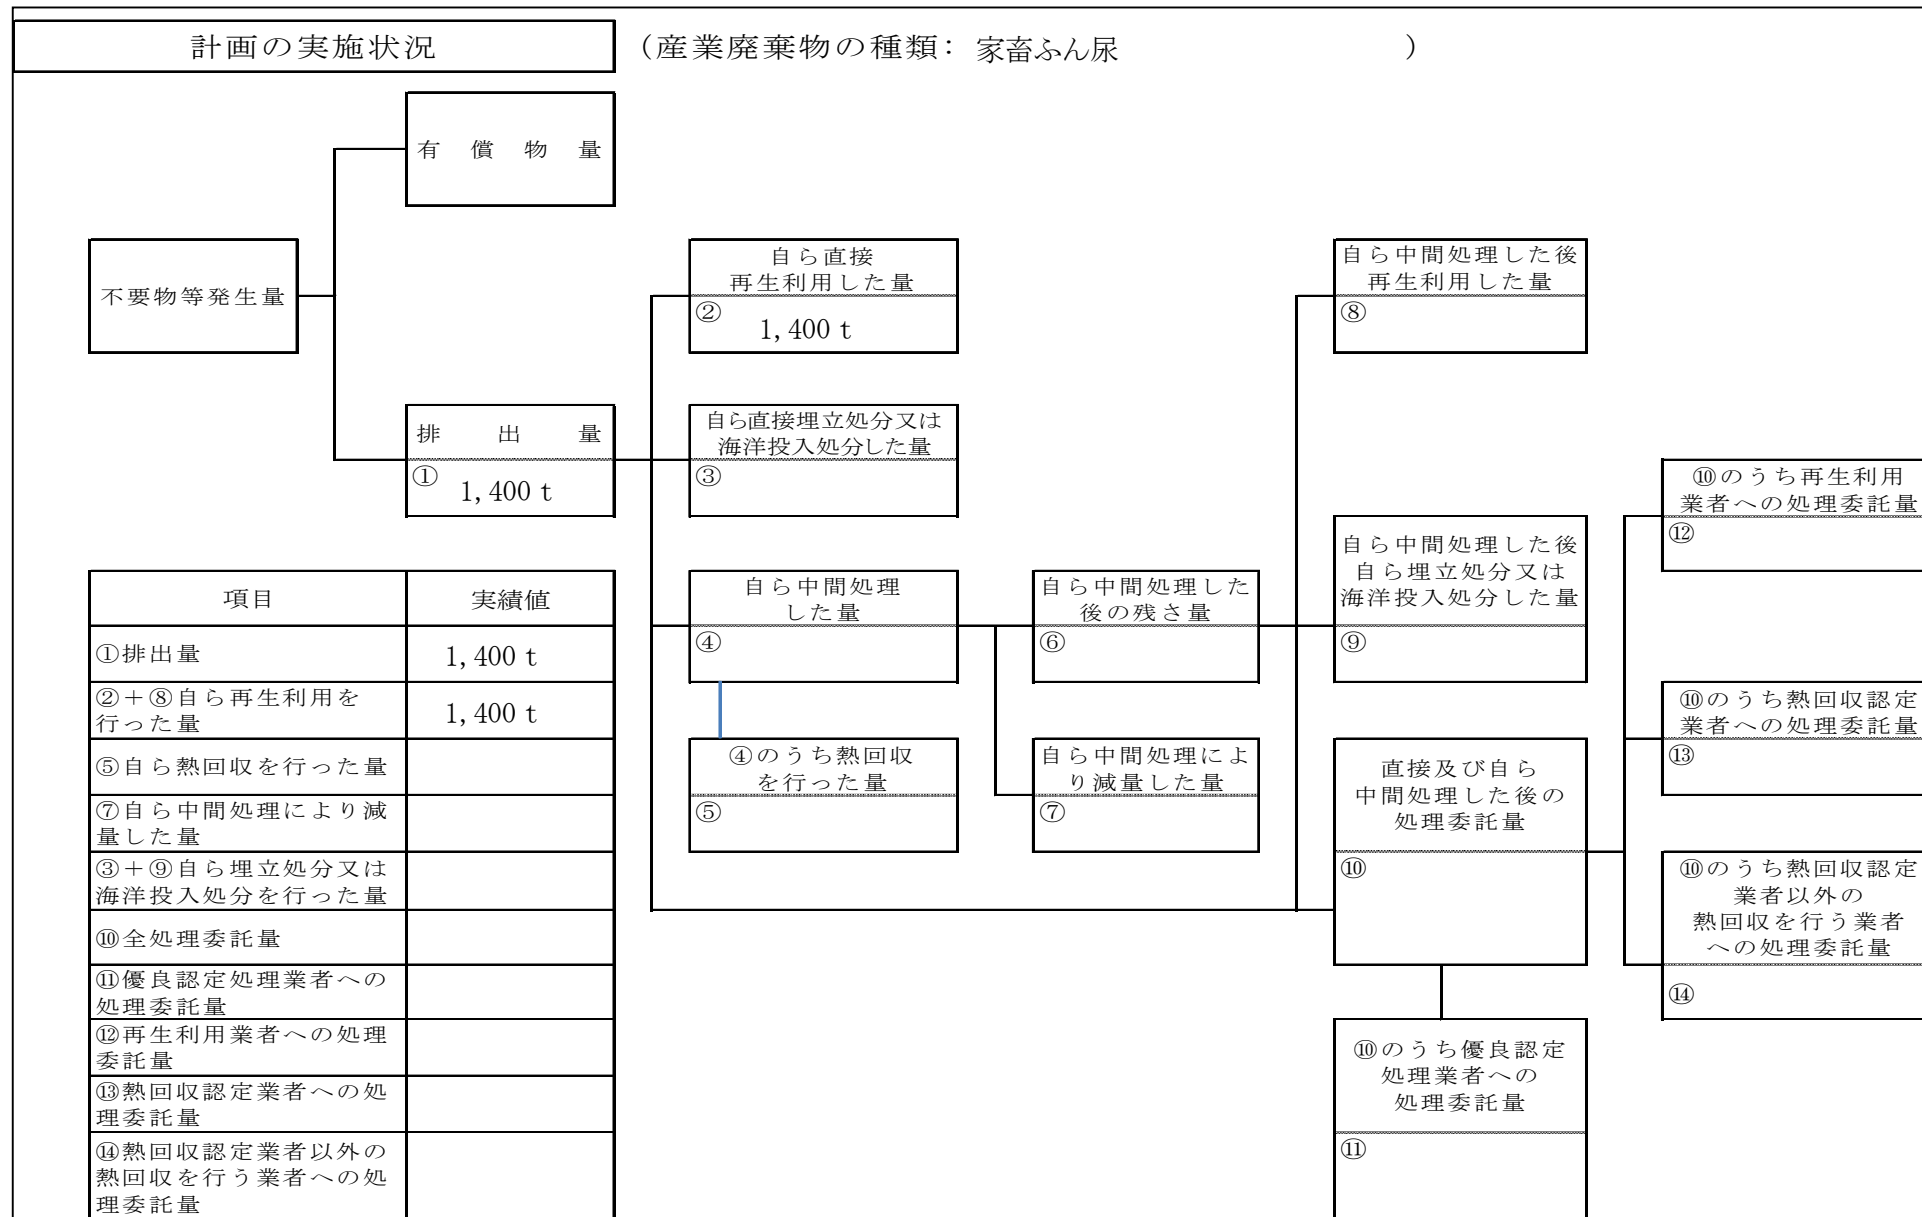 計画の実施状況
（産業廃棄物の種類：家畜ふん尿　）
有償物量
不要物等発生量
排出量
①
1,400 t
自ら直接
再生利用した量
②
1,400 t
自ら直接埋立処分又は
海洋投入処分した量
③
自ら中間処理
した量
④
④のうち熱回収
を行った量
⑤
自ら中間処理した
後の残さ量
⑥
自ら中間処理によ
り減量した量
⑦
自ら中間処理した後
再生利用した量
⑧
自ら中間処理した後
自ら埋立処分又は
海洋投入処分した量
⑨
直接及び自ら
中間処理した後の
処理委託量
⑩
⑩のうち優良認定
処理業者への
処理委託量
⑪
⑩のうち再生利用
業者への処理委託量
⑫
⑩のうち熱回収認定
業者への処理委託量
⑬
⑩のうち熱回収認定
業者以外の
熱回収を行う業者
への処理委託量
⑭
項目 実績値
①排出量 1,400 t
②＋⑧自ら再生利用を
行った量 1,400 t
⑤自ら熱回収を行った量
⑦自ら中間処理により減
量した量
③＋⑨自ら埋立処分又は
海洋投入処分を行った量
⑩全処理委託量
⑪優良認定処理業者への
処理委託量
⑫再生利用業者への処理
委託量
⑬熱回収認定業者への処
理委託量
⑭熱回収認定業者以外の
熱回収を行う業者への処
理委託量